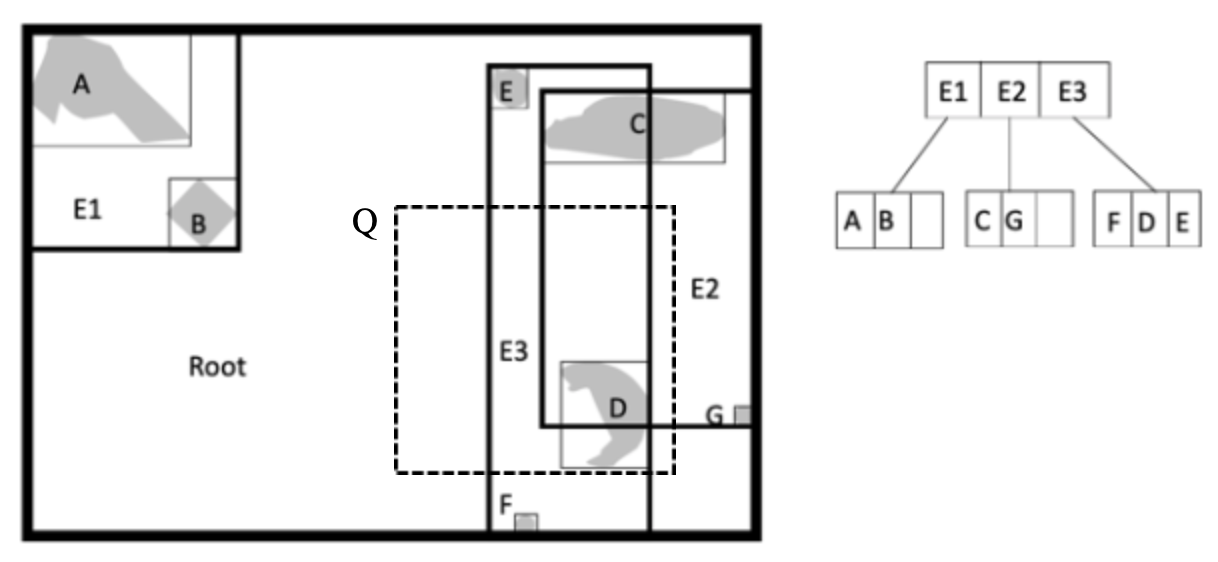 A
E
C
E1
B
Q
E2
E3
Root
D
G
F
E1 E2 E3
A B C G F D E